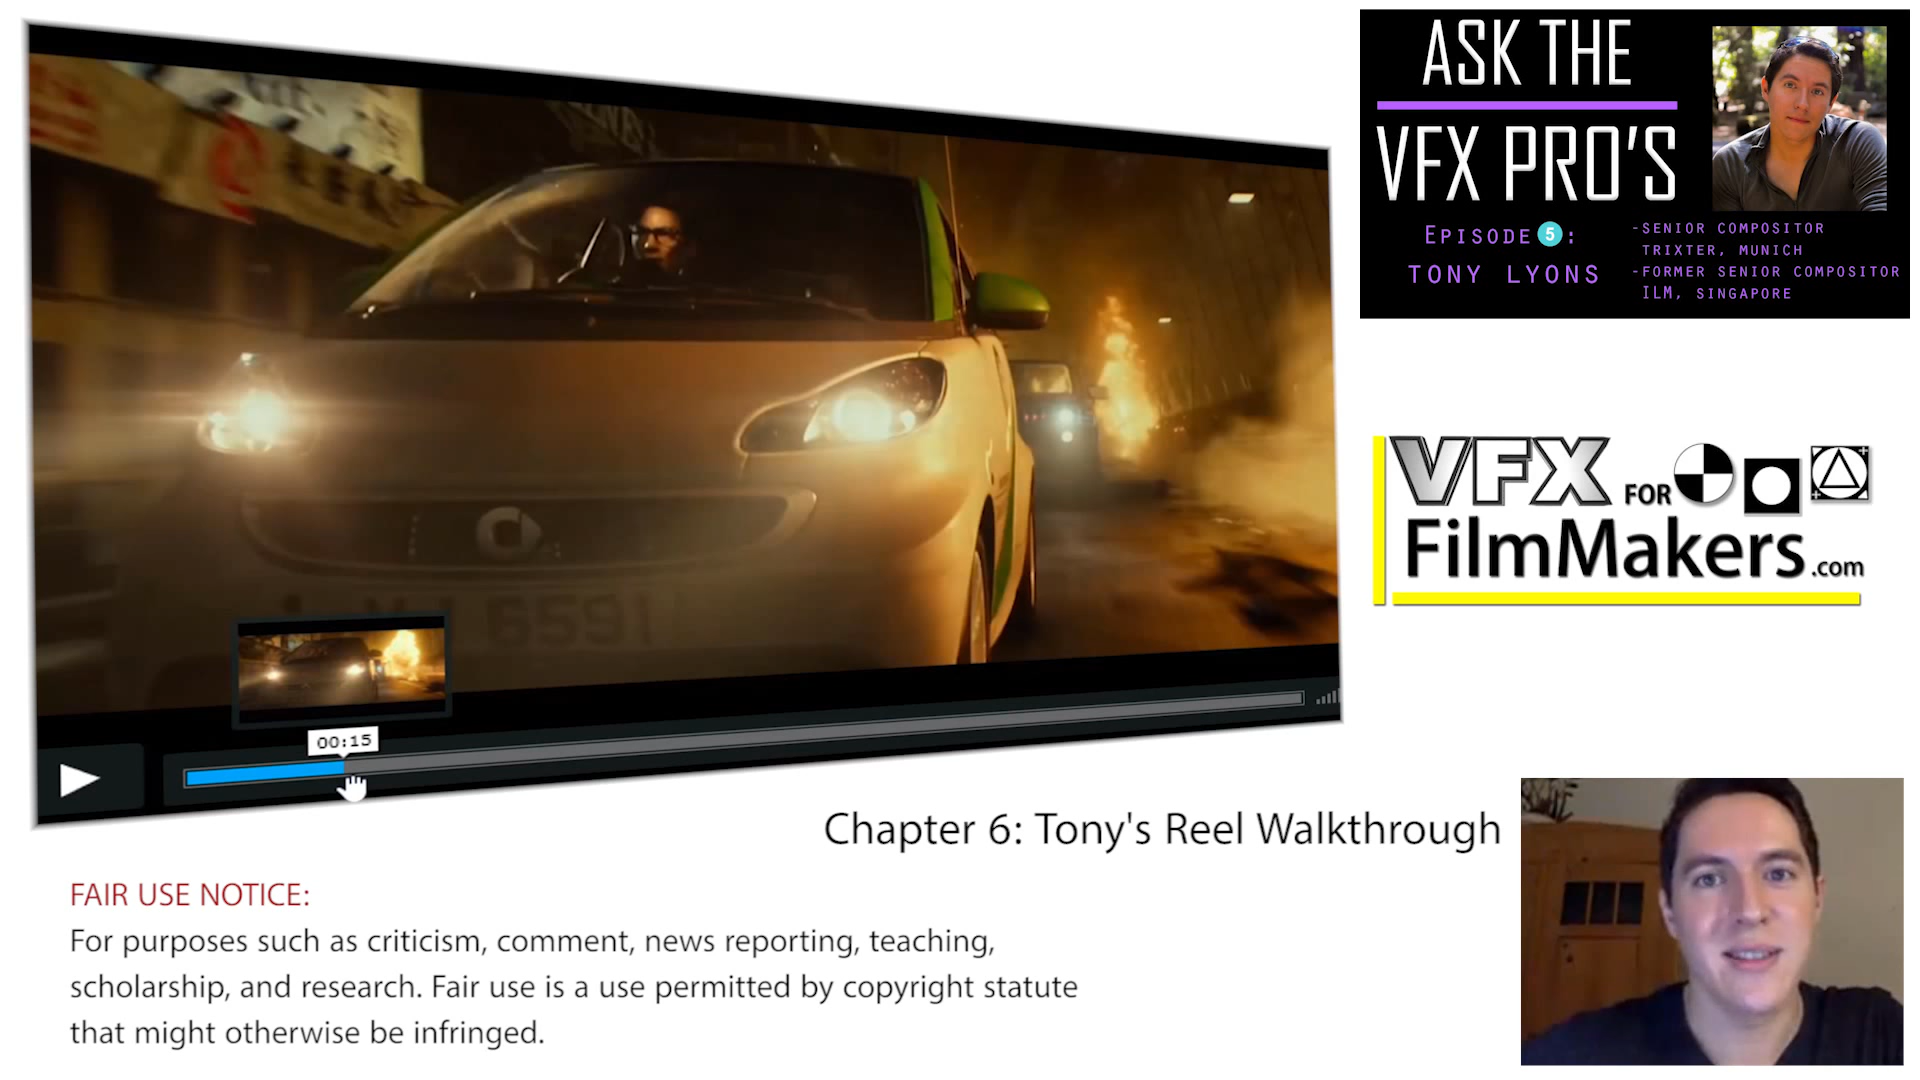 ASK THE
VFX PRO'S
EPISODE 5:
TONY LYONS
-SENIOR COMPOSITOR
TRIXTER, MUNICH
-FORMER SENIOR COMPOSITOR
ILM, SINGAPORE
VFX FOR
FilmMakers.com
6591
00:15
Chapter 6: Tony's Reel Walkthrough
FAIR USE NOTICE:
For purposes such as criticism, comment, news reporting, teaching,
scholarship, and research. Fair use is a use permitted by copyright statute
that might otherwise be infringed.